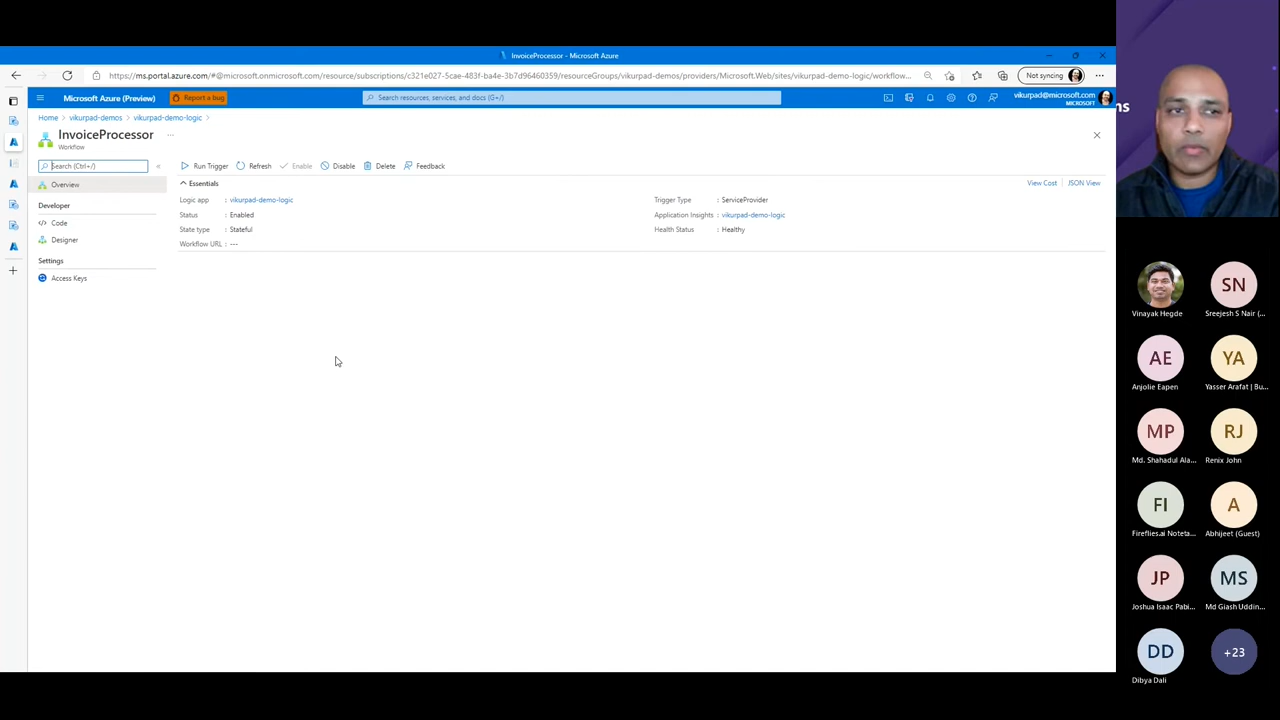 InvoiceProcessor - Microsoft Azure
https://ms.portal.azure.com/#@microsoft.onmicrosoft.com/resource/subscriptions/c321e027-5cae-483f-ba4e-3b7d96460359/resourceGroups/vikurpad-demos/providers/Microsoft.Web/sites/vikurpad-demo-logic/workflow...
Not syncing
Microsoft Azure (Preview)
Report a bug
Search resources, services, and docs (G+/)
vikurpad@microsoft.com
MICROSOFT
Home > vikurpad-demos > vikurpad-demo-logic >
InvoiceProcessor ...
Workflow
Search (Ctrl+/)
«
Overview
Developer
Code
Designer
Settings
Access Keys
Run Trigger Refresh Enable Disable Delete Feedback
Essentials
View Cost | JSON View
Logic app : vikurpad-demo-logic
Status : Enabled
State type : Stateful
Workflow URL : ---
Trigger Type : ServiceProvider
Application Insights : vikurpad-demo-logic
Health Status : Healthy
ms
Vinayak Hegde
SN
Sreejesh S Nair (...
AE
Anjolie Eapen
YA
Yasser Arafat | Bu...
MP
Md. Shahadul Ala...
RJ
Renix John
FI
Fireflies.ai Noteta...
A
Abhijeet (Guest)
JP
Joshua Isaac Pabi...
MS
Md Giash Uddin...
DD
Dibya Dali
+23